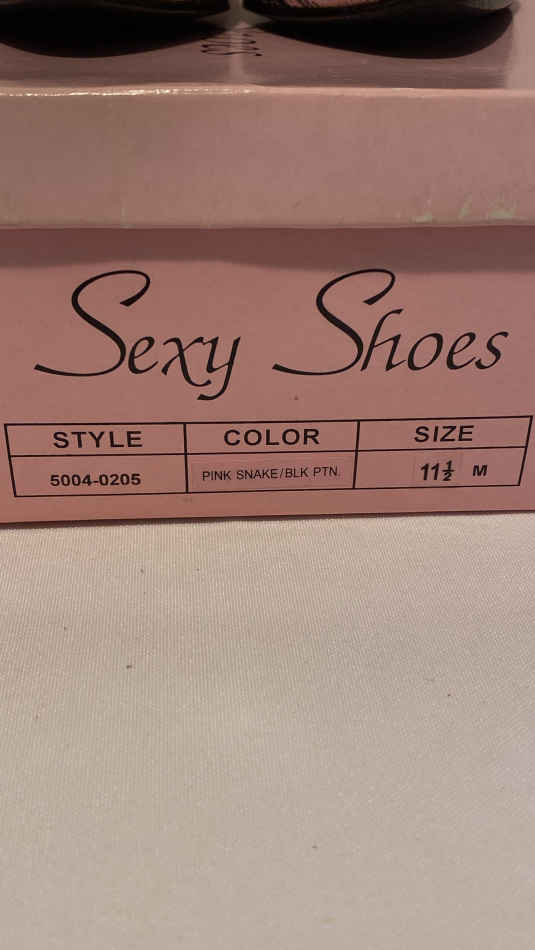 Sexy Shoes
STYLE COLOR SIZE
5004-0205 PINK SNAKE/BLK PTN. 11½ M